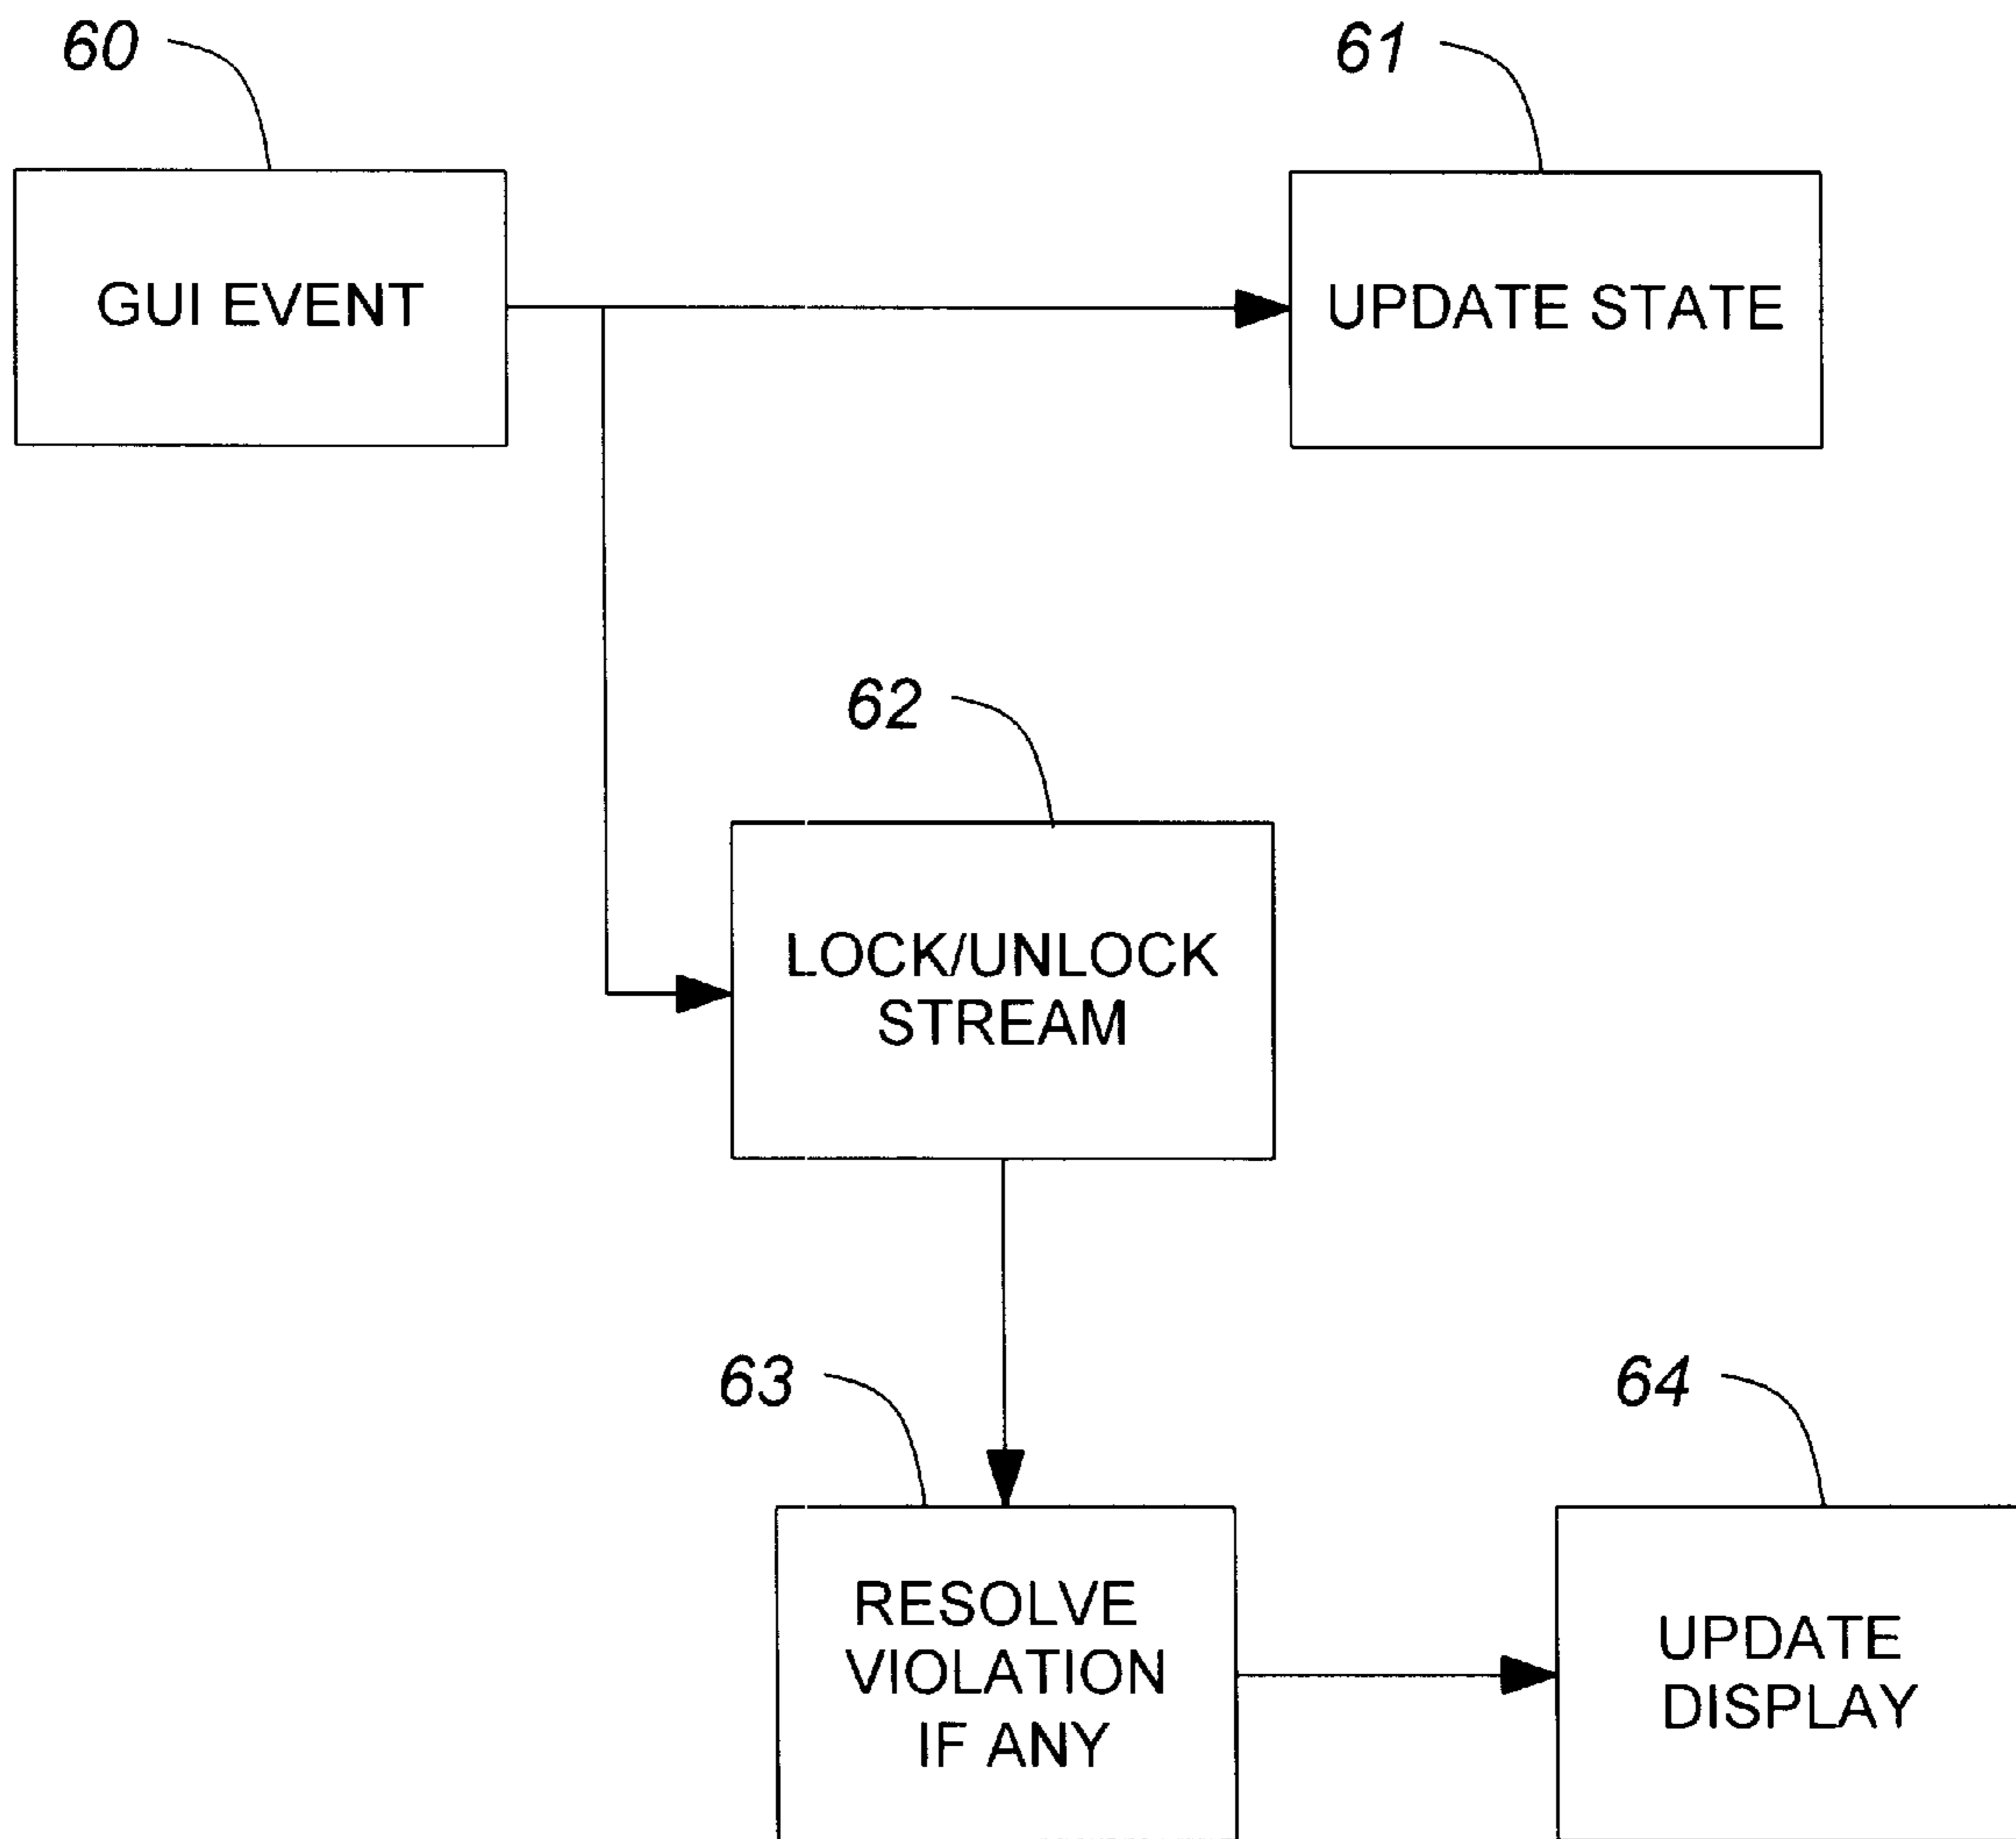 60
61
GUI EVENT
UPDATE STATE
62
LOCK/UNLOCK
STREAM
63
64
RESOLVE
VIOLATION
IF ANY
UPDATE
DISPLAY